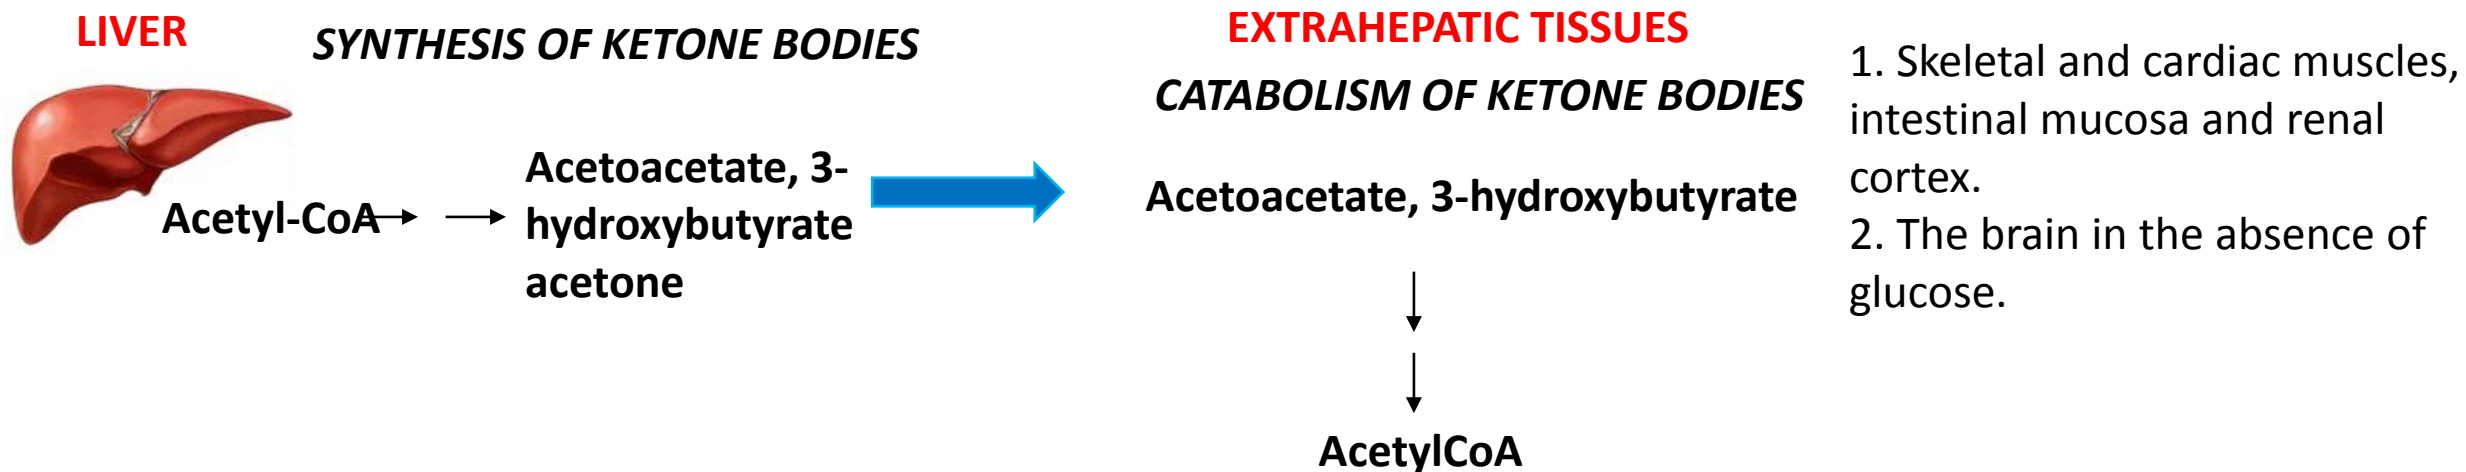 LIVER
SYNTHESIS OF KETONE BODIES
Acetyl-CoA
Acetoacetate, 3-
hydroxybutyrate
acetone
EXTRAHEPATIC TISSUES
CATABOLISM OF KETONE BODIES
Acetoacetate, 3-hydroxybutyrate
AcetylCoA
1. Skeletal and cardiac muscles,
intestinal mucosa and renal
cortex.
2. The brain in the absence of
glucose.